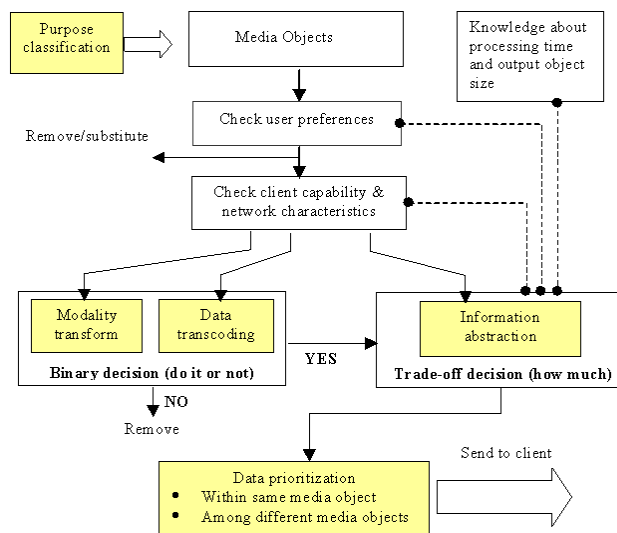 Purpose
classification
Media Objects
Knowledge about
processing time
and output object
size
Check user preferences
Remove/substitute
Check client capability &
network characteristics
Modality
transform
Data
transcoding
Information
abstraction
YES
Binary decision (do it or not)
Trade-off decision (how much)
NO
Remove
Send to client
Data prioritization
● Within same media object
● Among different media objects